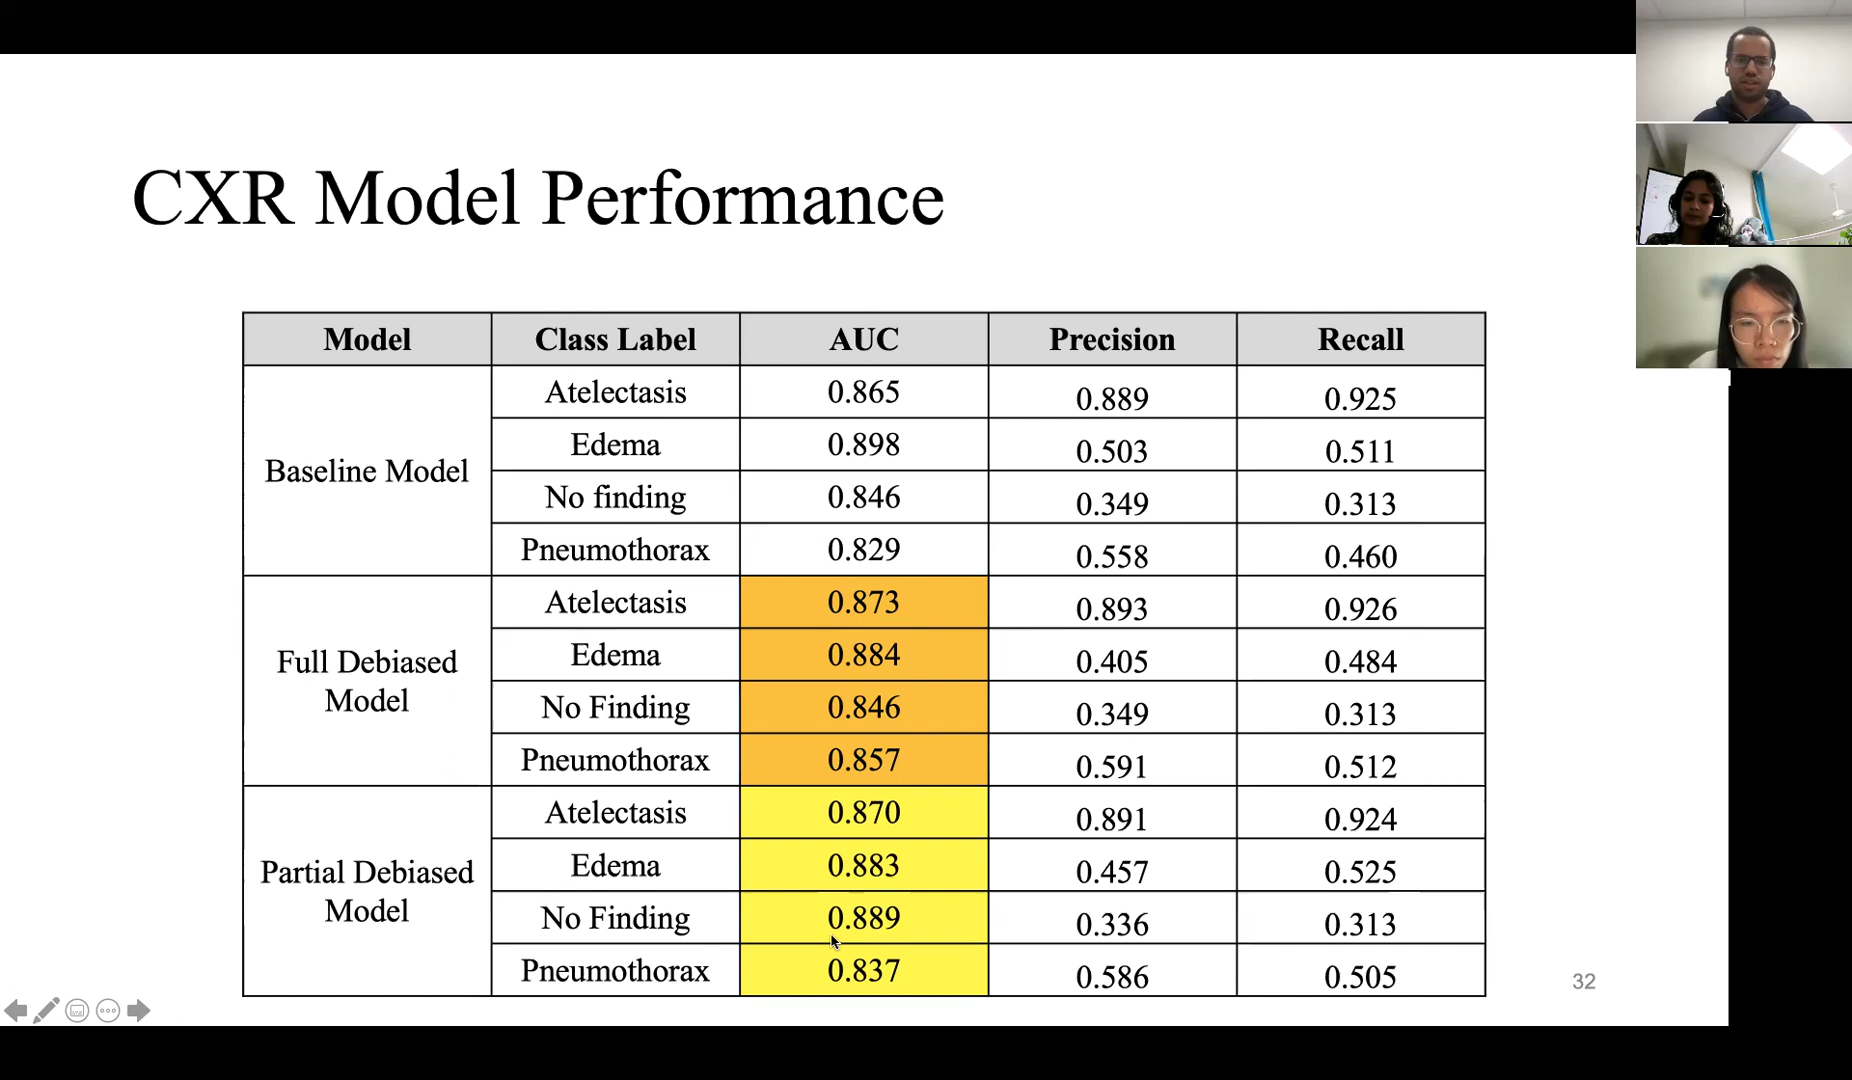 CXR Model Performance
Model Class Label AUC Precision Recall
Baseline Model
Atelectasis 0.865 0.889 0.925
Edema 0.898 0.503 0.511
No finding 0.846 0.349 0.313
Pneumothorax 0.829 0.558 0.460
Full Debiased
Model
Atelectasis 0.873 0.893 0.926
Edema 0.884 0.405 0.484
No Finding 0.846 0.349 0.313
Pneumothorax 0.857 0.591 0.512
Partial Debiased
Model
Atelectasis 0.870 0.891 0.924
Edema 0.883 0.457 0.525
No Finding 0.889 0.336 0.313
Pneumothorax 0.837 0.586 0.505
32